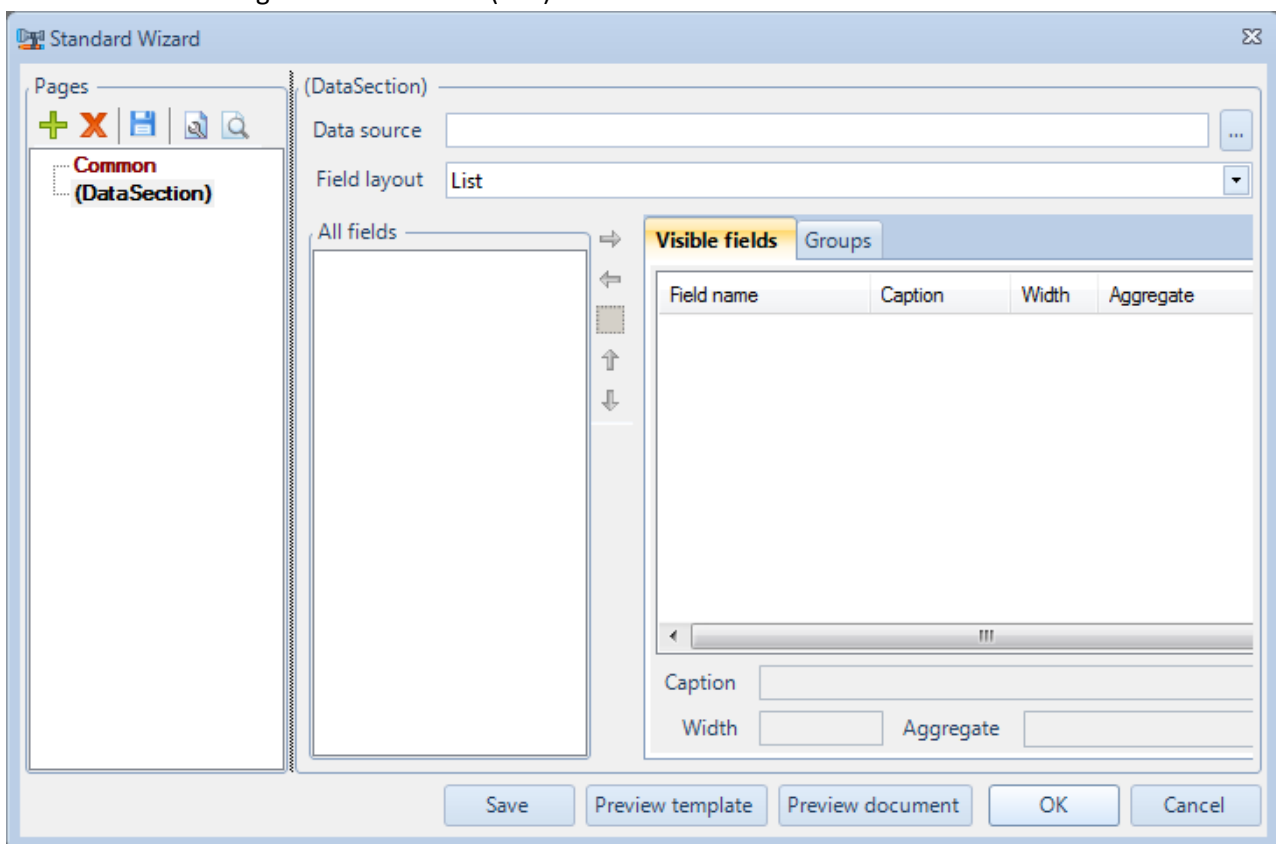 Standard Wizard
Pages
(DataSection)
Data source
...
Common
(DataSection)
Field layout
List
All fields
Visible fields
Groups
Field name
Caption
Width
Aggregate
Caption
Width
Aggregate
Save
Preview template
Preview document
OK
Cancel